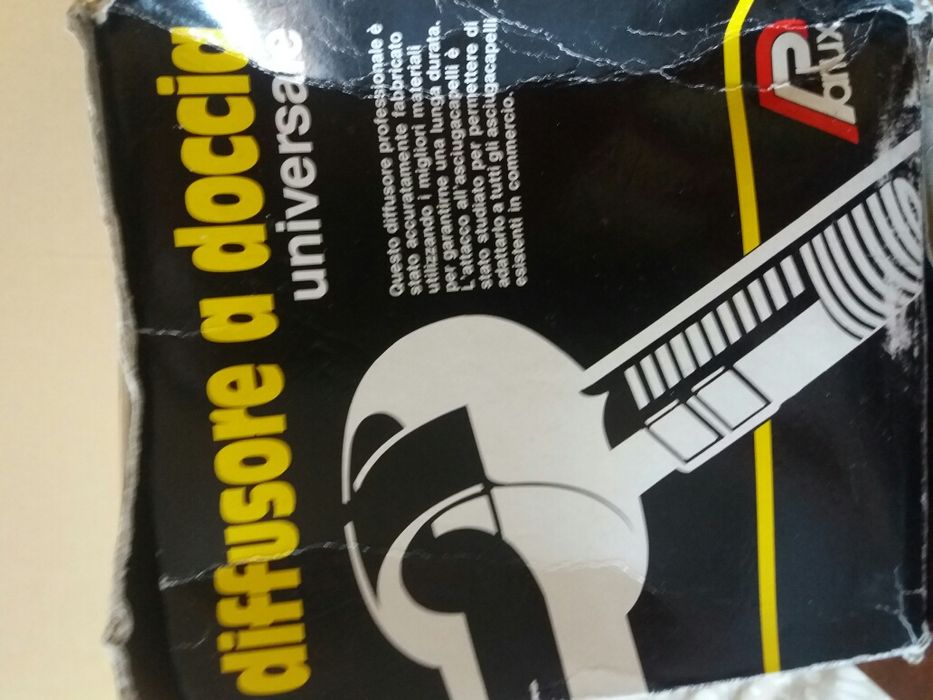 diffusore a doccia
universale
Questo diffusore professionale è
stato accuratamente fabbricato
utilizzando i migliori materiali
per garantirne una lunga durata.
L'attacco all'asciugacapelli è
stato studiato per permettere di
adattarlo a tutti gli asciugacapelli
esistenti in commercio.
Parlux